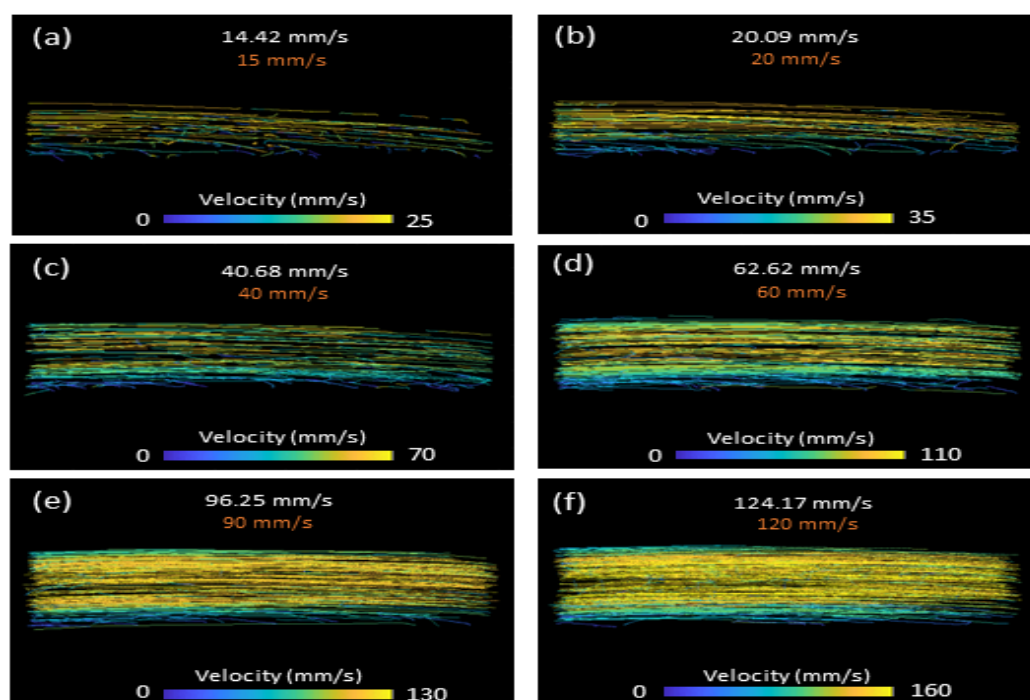 (a)
14.42 mm/s
15 mm/s
Velocity (mm/s)
0 25
(b)
20.09 mm/s
20 mm/s
Velocity (mm/s)
0 35
(c)
40.68 mm/s
40 mm/s
Velocity (mm/s)
0 70
(d)
62.62 mm/s
60 mm/s
Velocity (mm/s)
0 110
(e)
96.25 mm/s
90 mm/s
Velocity (mm/s)
0 130
(f)
124.17 mm/s
120 mm/s
Velocity (mm/s)
0 160